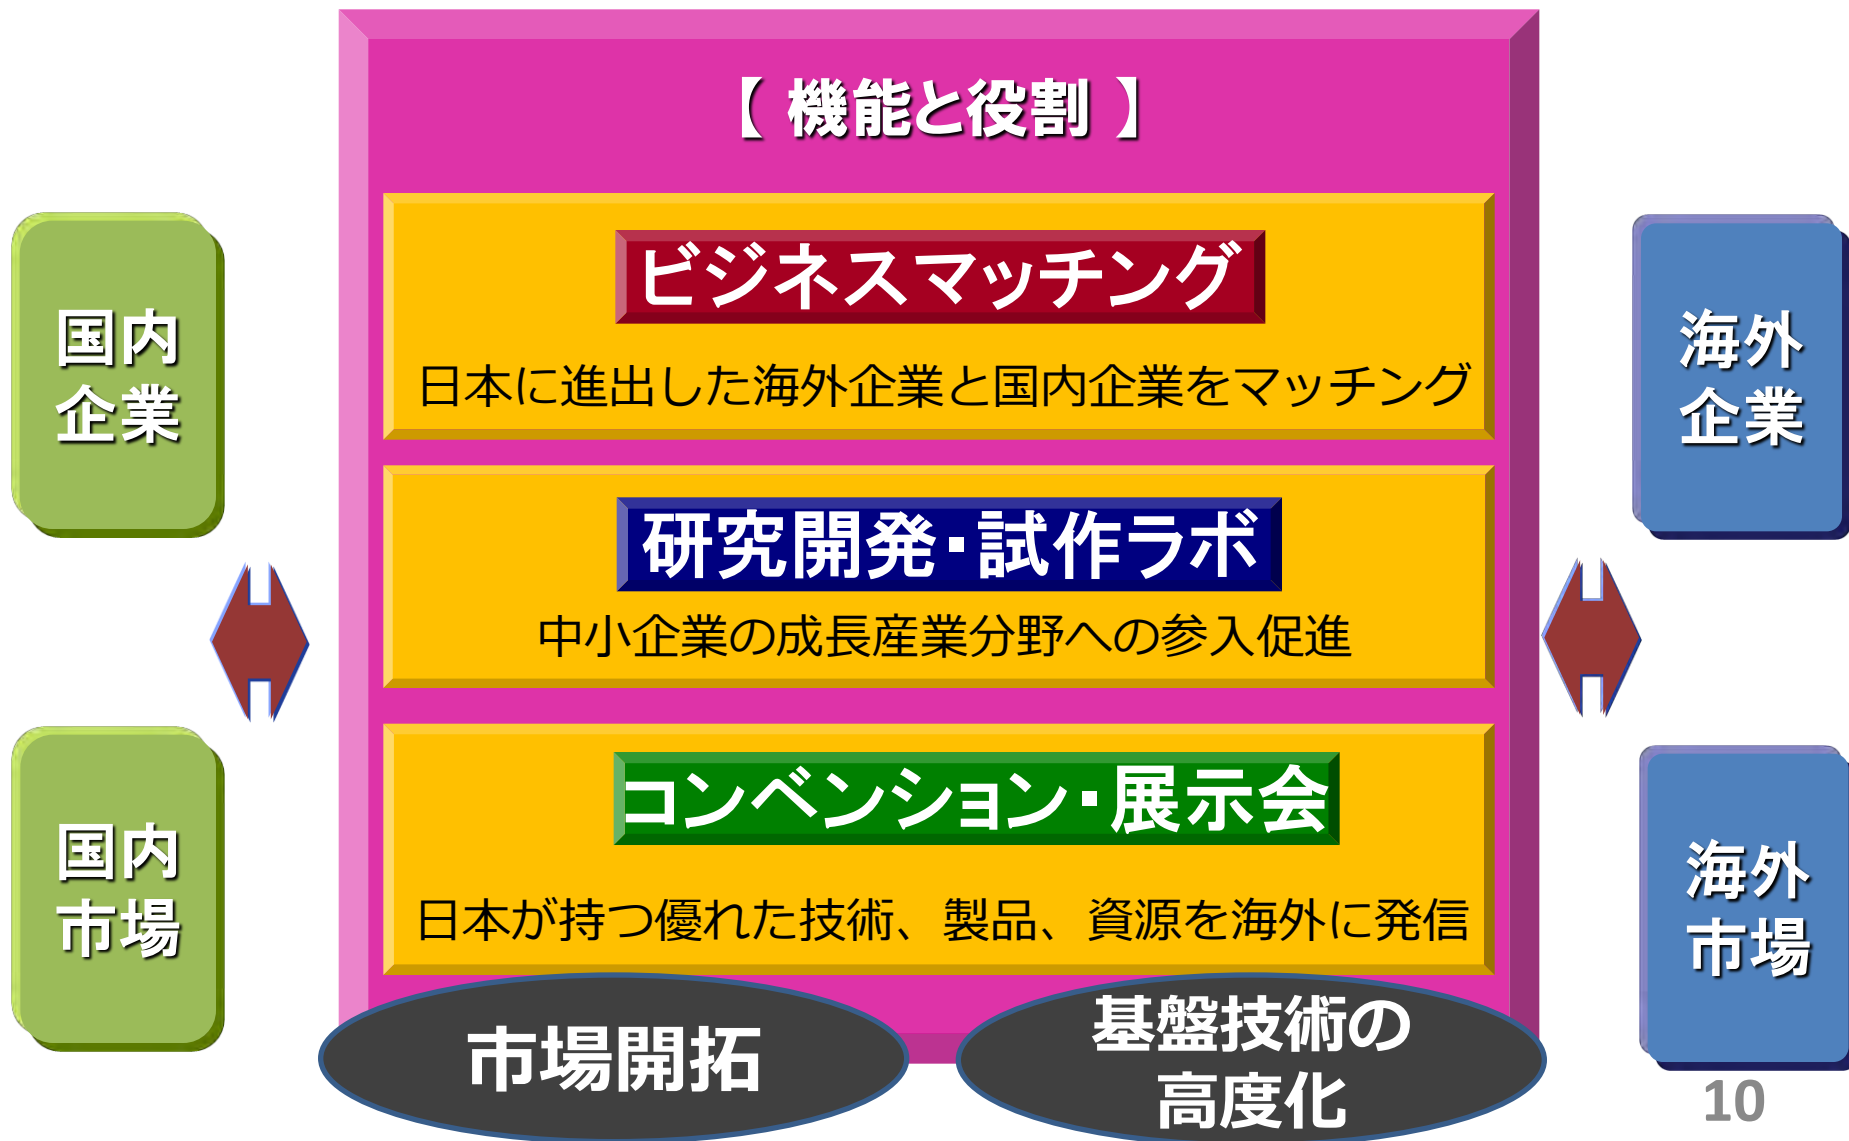 【 機能と役割 】
国内
企業
国内
市場
ビジネスマッチング
日本に進出した海外企業と国内企業をマッチング
研究開発・試作ラボ
中小企業の成長産業分野への参入促進
コンベンション・展示会
日本が持つ優れた技術、製品、資源を海外に発信
海外
企業
海外
市場
市場開拓
基盤技術の
高度化
10